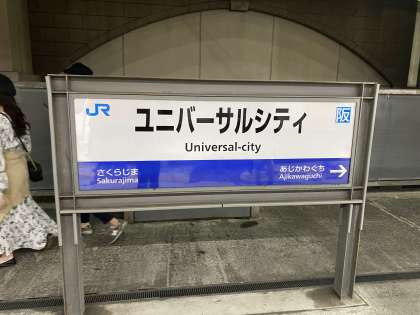 JR ユニバーサルシティ 阪
Universal-city
さくらじま あじかわぐち
Sakurajima Ajikawaguchi →